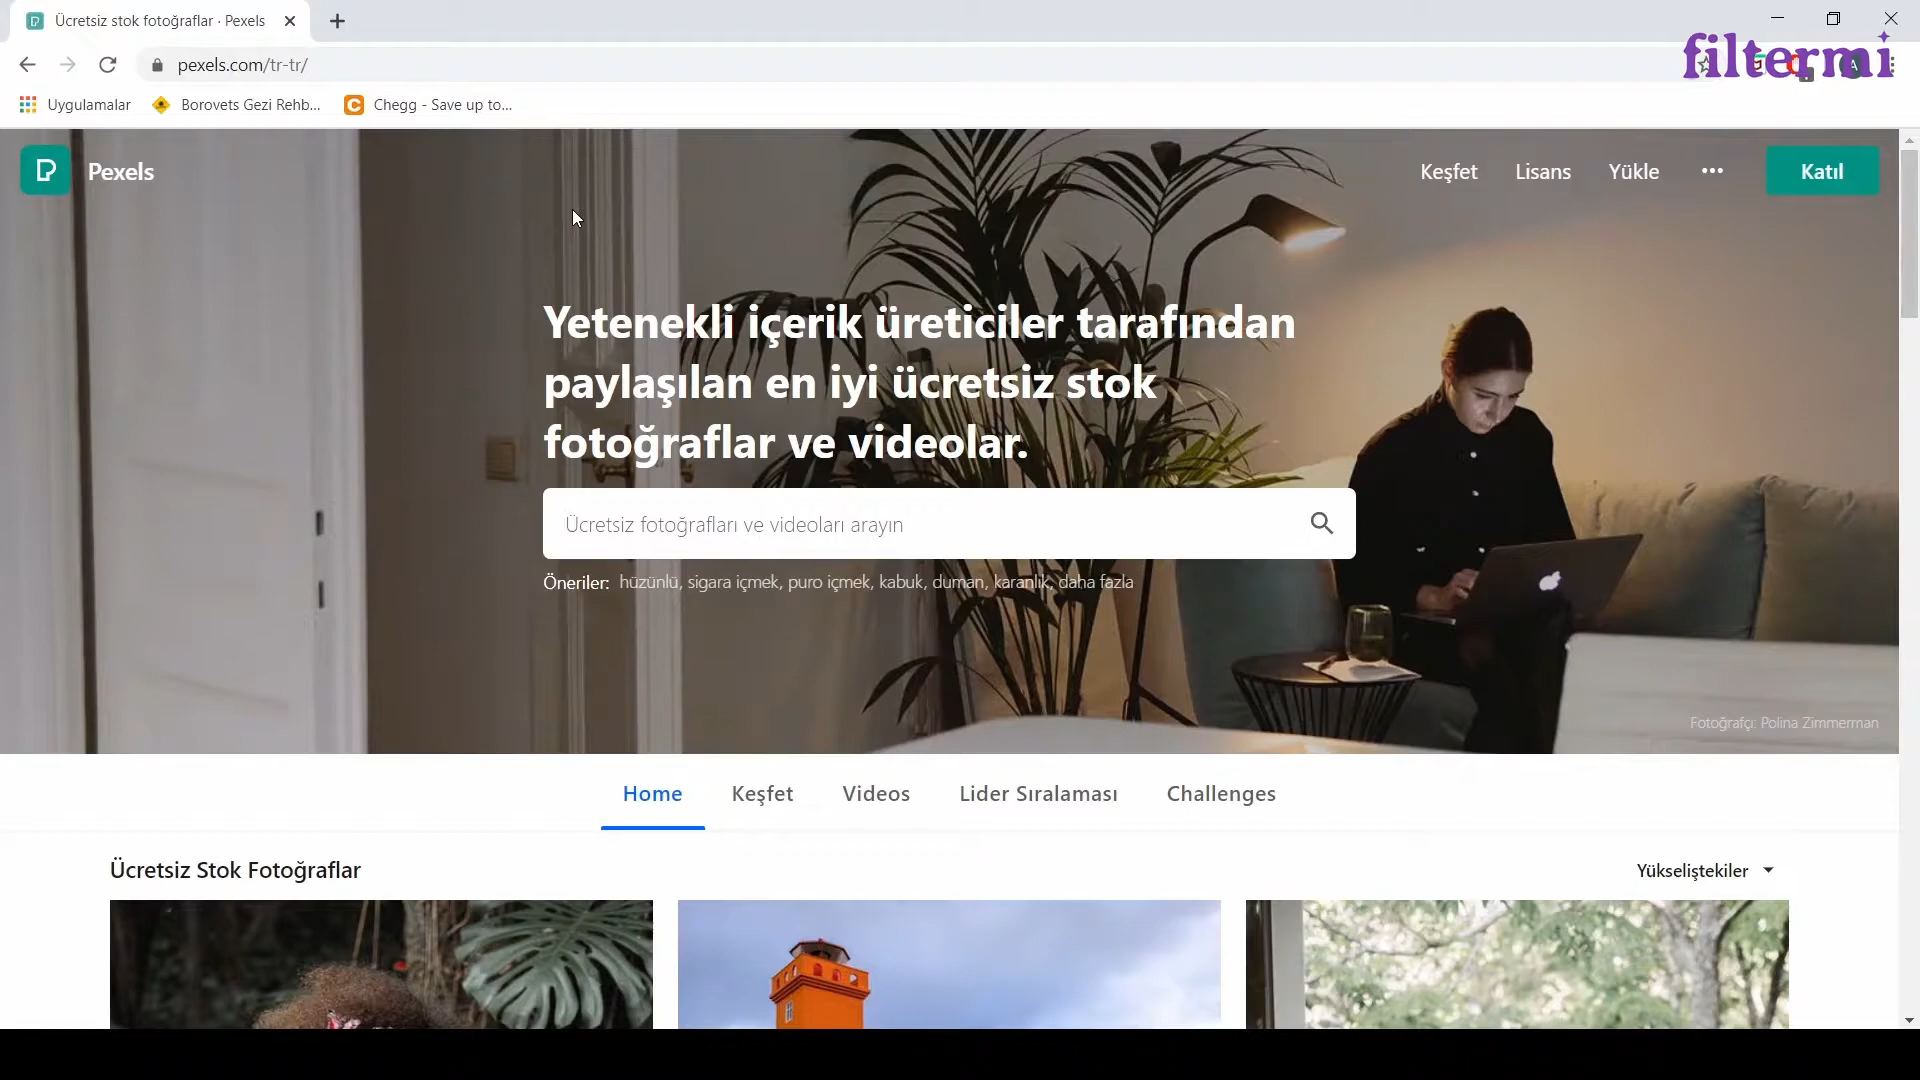 Ücretsiz stok fotoğraflar · Pexels
filtermi
pexels.com/tr-tr/
Uygulamalar
Borovets Gezi Rehb...
Chegg - Save up to...
Pexels
Keşfet
Lisans
Yükle
Katıl
Yetenekli içerik üreticiler tarafından
paylaşılan en iyi ücretsiz stok
fotoğraflar ve videolar.
Ücretsiz fotoğrafları ve videoları arayın
Öneriler: hüzünlü, sigara içmek, puro içmek, kabuk, duman, karanlık, daha fazla
Fotoğrafçı: Polina Zimmerman
Home
Keşfet
Videos
Lider Sıralaması
Challenges
Ücretsiz Stok Fotoğraflar
Yükseliştekiler